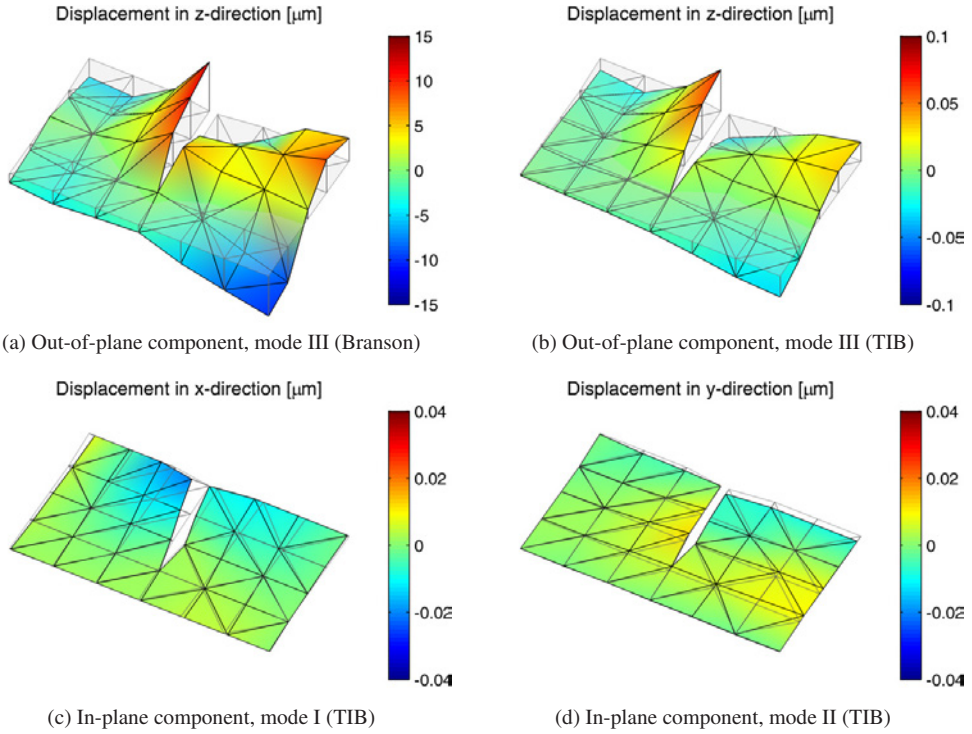 Displacement in z-direction [μm]
15
10
5
0
-5
-10
-15
(a) Out-of-plane component, mode III (Branson)
Displacement in z-direction [μm]
0.1
0.05
0
-0.05
-0.1
(b) Out-of-plane component, mode III (TIB)
Displacement in x-direction [μm]
0.04
0.02
0
-0.02
-0.04
(c) In-plane component, mode I (TIB)
Displacement in y-direction [μm]
0.04
0.02
0
-0.02
-0.04
(d) In-plane component, mode II (TIB)